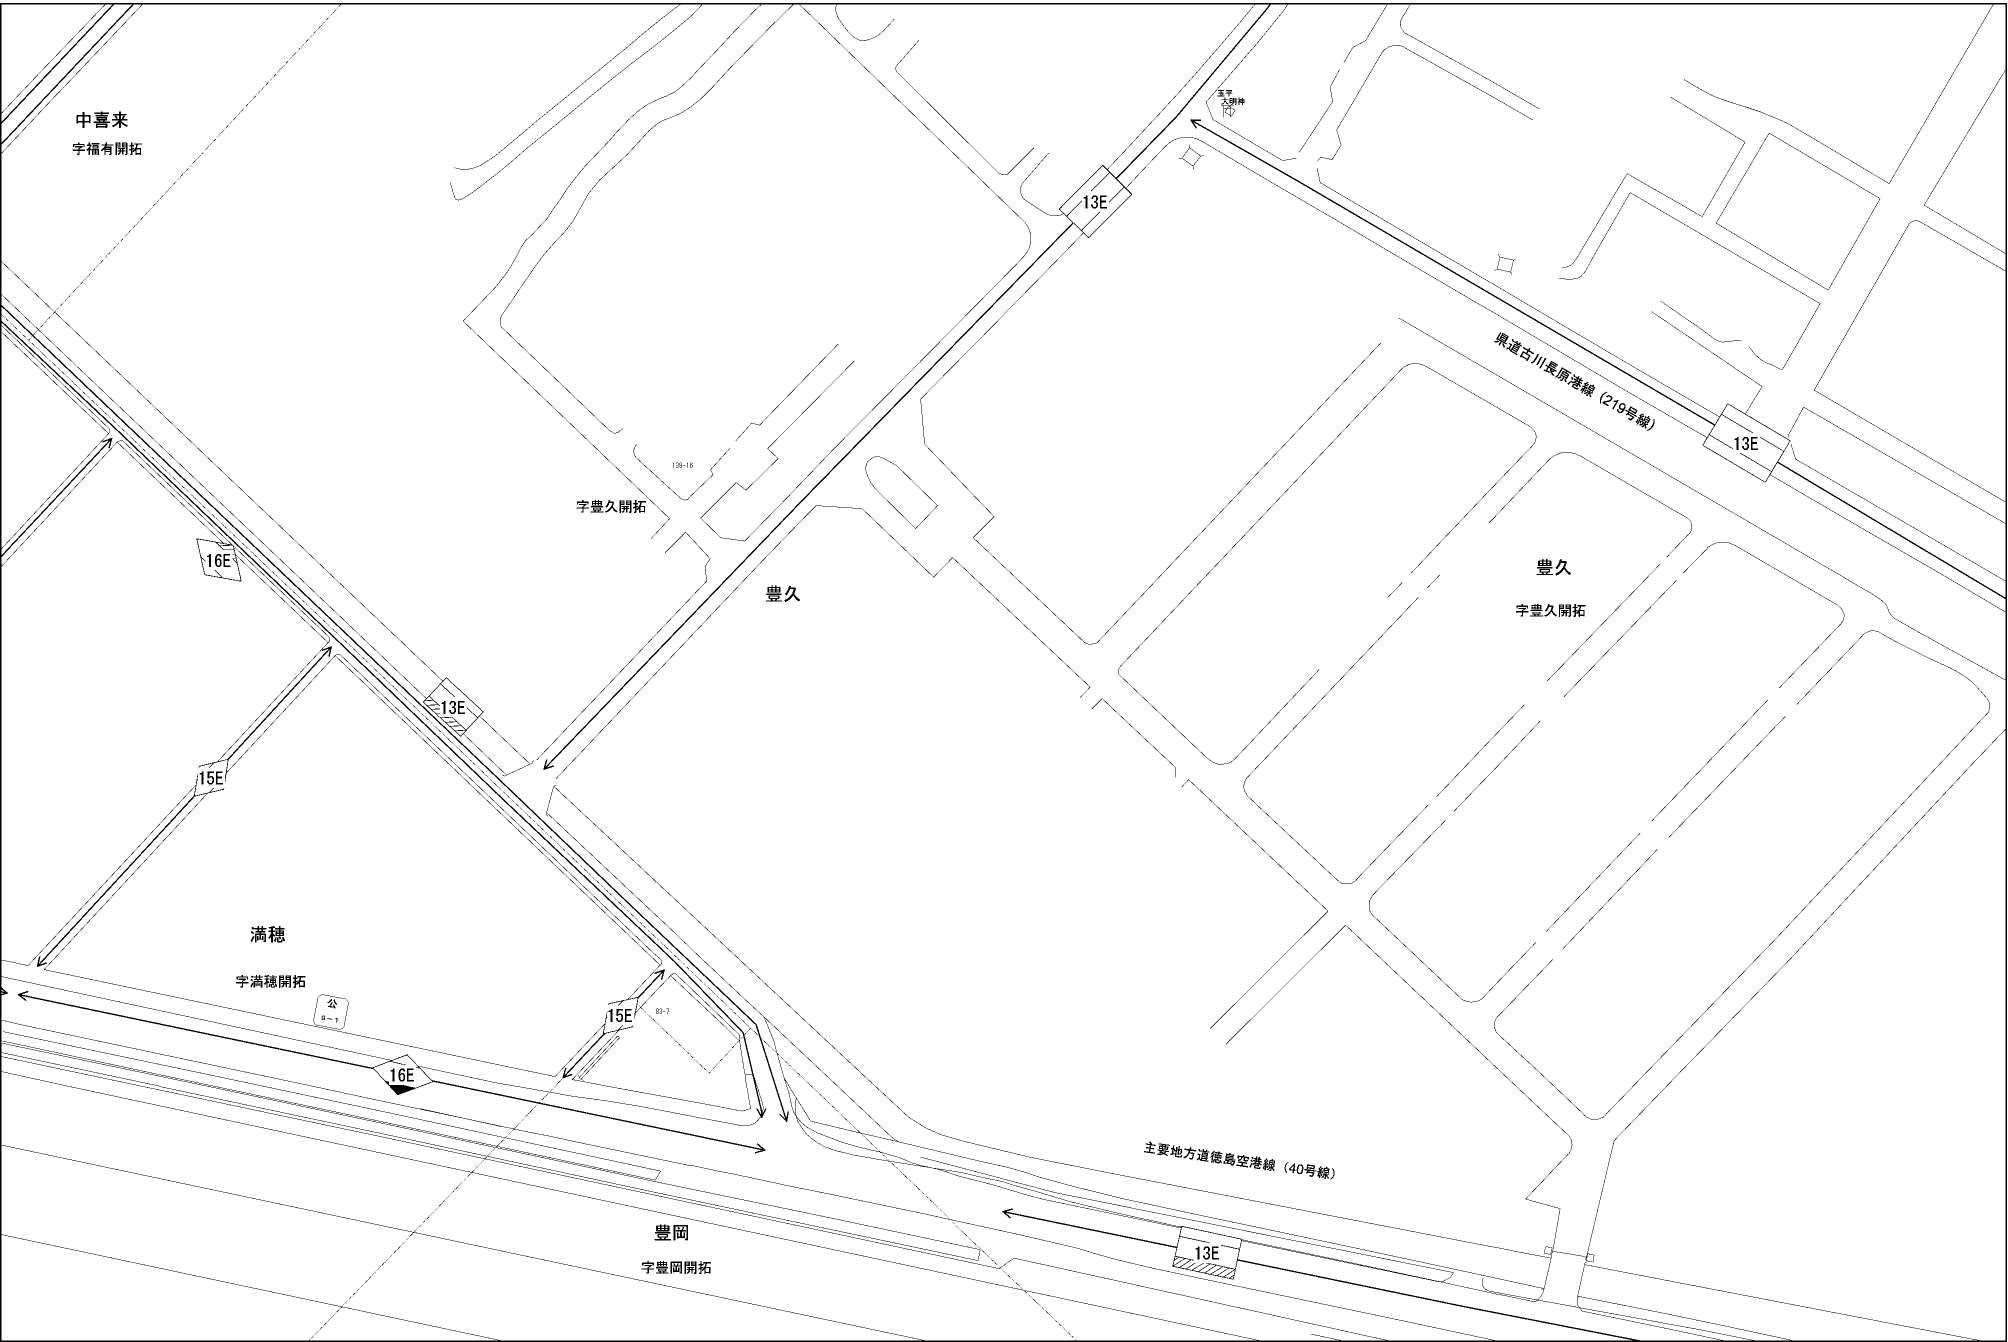 玉平
大明神
中喜来
字福有開拓
13E
県道古川長原港線（219号線）
13E
139-16
字豊久開拓
16E
豊久
豊久
字豊久開拓
13E
15E
満穂
字満穂開拓
公
9-1
15E
83-7
16E
主要地方道徳島空港線（40号線）
豊岡
字豊岡開拓
13E